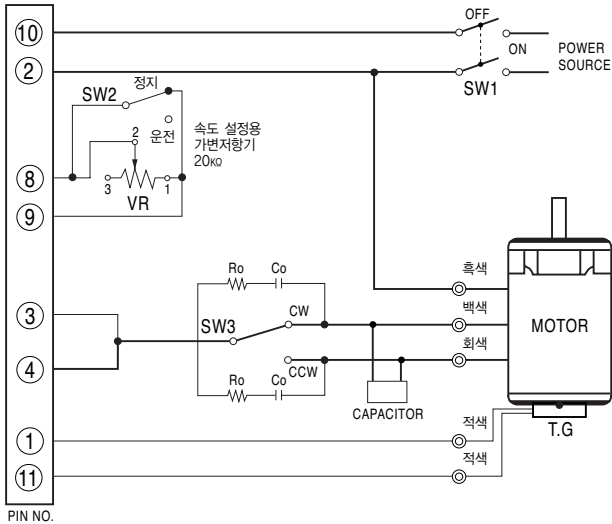 ⑩
OFF
ON
POWER
SOURCE
②
SW1
정지
SW2
운전
속도 설정용
가변저항기
20KΩ
2
⑧
3
1
VR
⑨
흑색
Ro
Co
③
SW3
CW
백색
MOTOR
④
CCW
회색
Ro
Co
CAPACITOR
①
적색
T.G
⑪
적색
PIN NO.